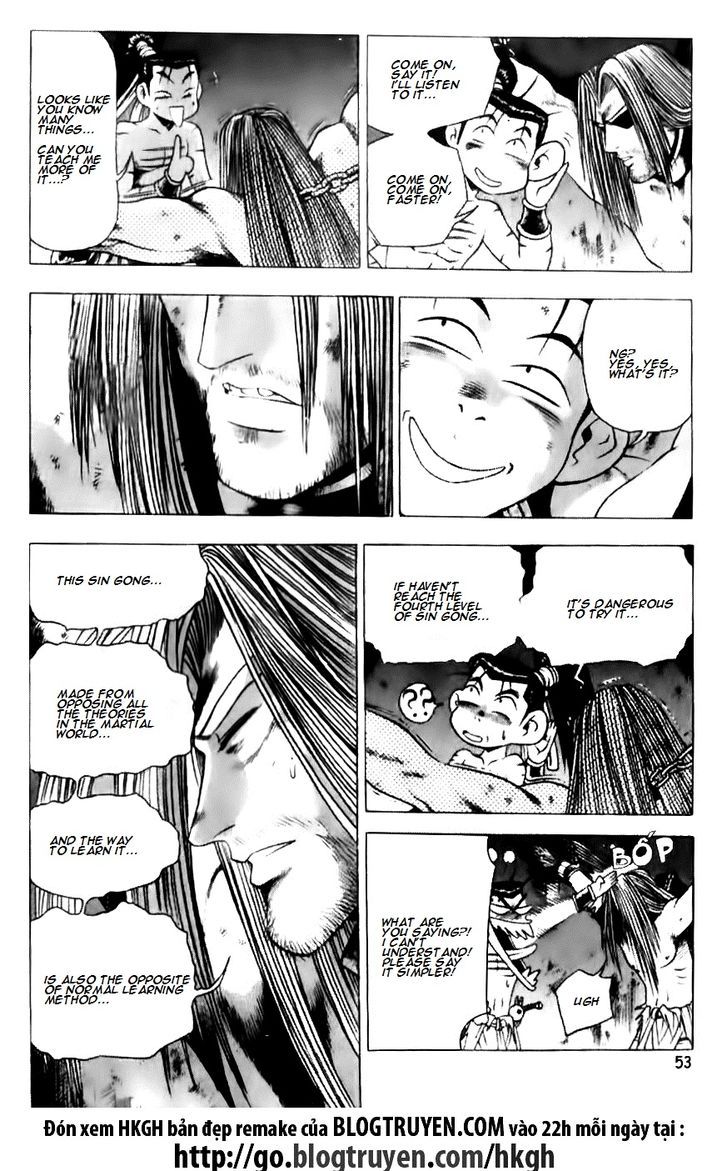 LOOKS LIKE
YOU KNOW
MANY
THINGS...
CAN YOU
TEACH ME
MORE OF
IT...?
COME ON,
SAY IT!
I'LL LISTEN
TO IT...
COME ON,
COME ON,
FASTER!
NG?
YES, YES,
WHAT'S IT?
THIS SIN GONG...
MADE FROM
OPPOSING ALL
THE THEORIES
IN THE MARTIAL
WORLD...
AND THE WAY
TO LEARN IT...
IS ALSO THE OPPOSITE
OF NORMAL LEARNING
METHOD...
IF HAVEN'T
REACH THE
FOURTH LEVEL
OF SIN GONG...
IT'S DANGEROUS
TO TRY IT...
BỐP
WHAT ARE
YOU SAYING?!
I CAN'T
UNDERSTAND!
PLEASE SAY
IT SIMPLER!
UGH
53
Đón xem HKGH bản đẹp remake của BLOGTRUYEN.COM vào 22h mỗi ngày tại :
http://go.blogtruyen.com/hkgh